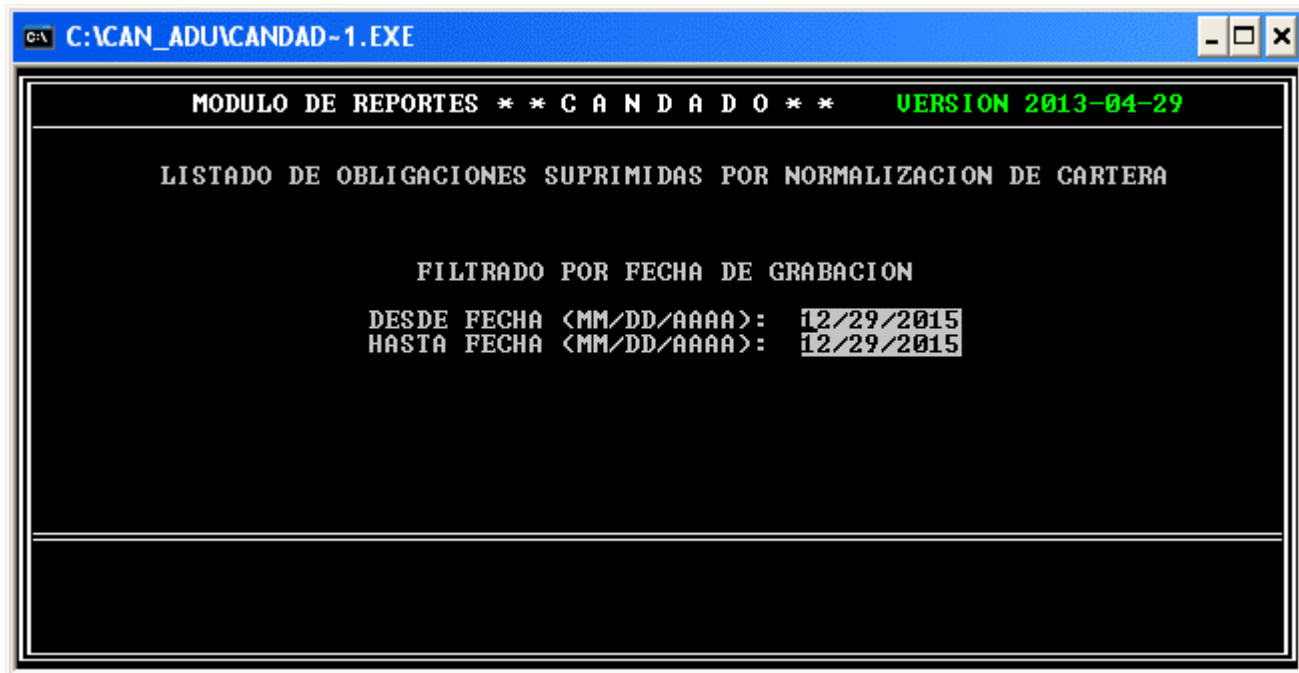 C:\CAN_ADU\CANDAD~1.EXE
MODULO DE REPORTES * * C A N D A D O * * VERSION 2013-04-29
LISTADO DE OBLIGACIONES SUPRIMIDAS POR NORMALIZACION DE CARTERA
FILTRADO POR FECHA DE GRABACION
DESDE FECHA (MM/DD/AAAA): 12/29/2015
HASTA FECHA (MM/DD/AAAA): 12/29/2015